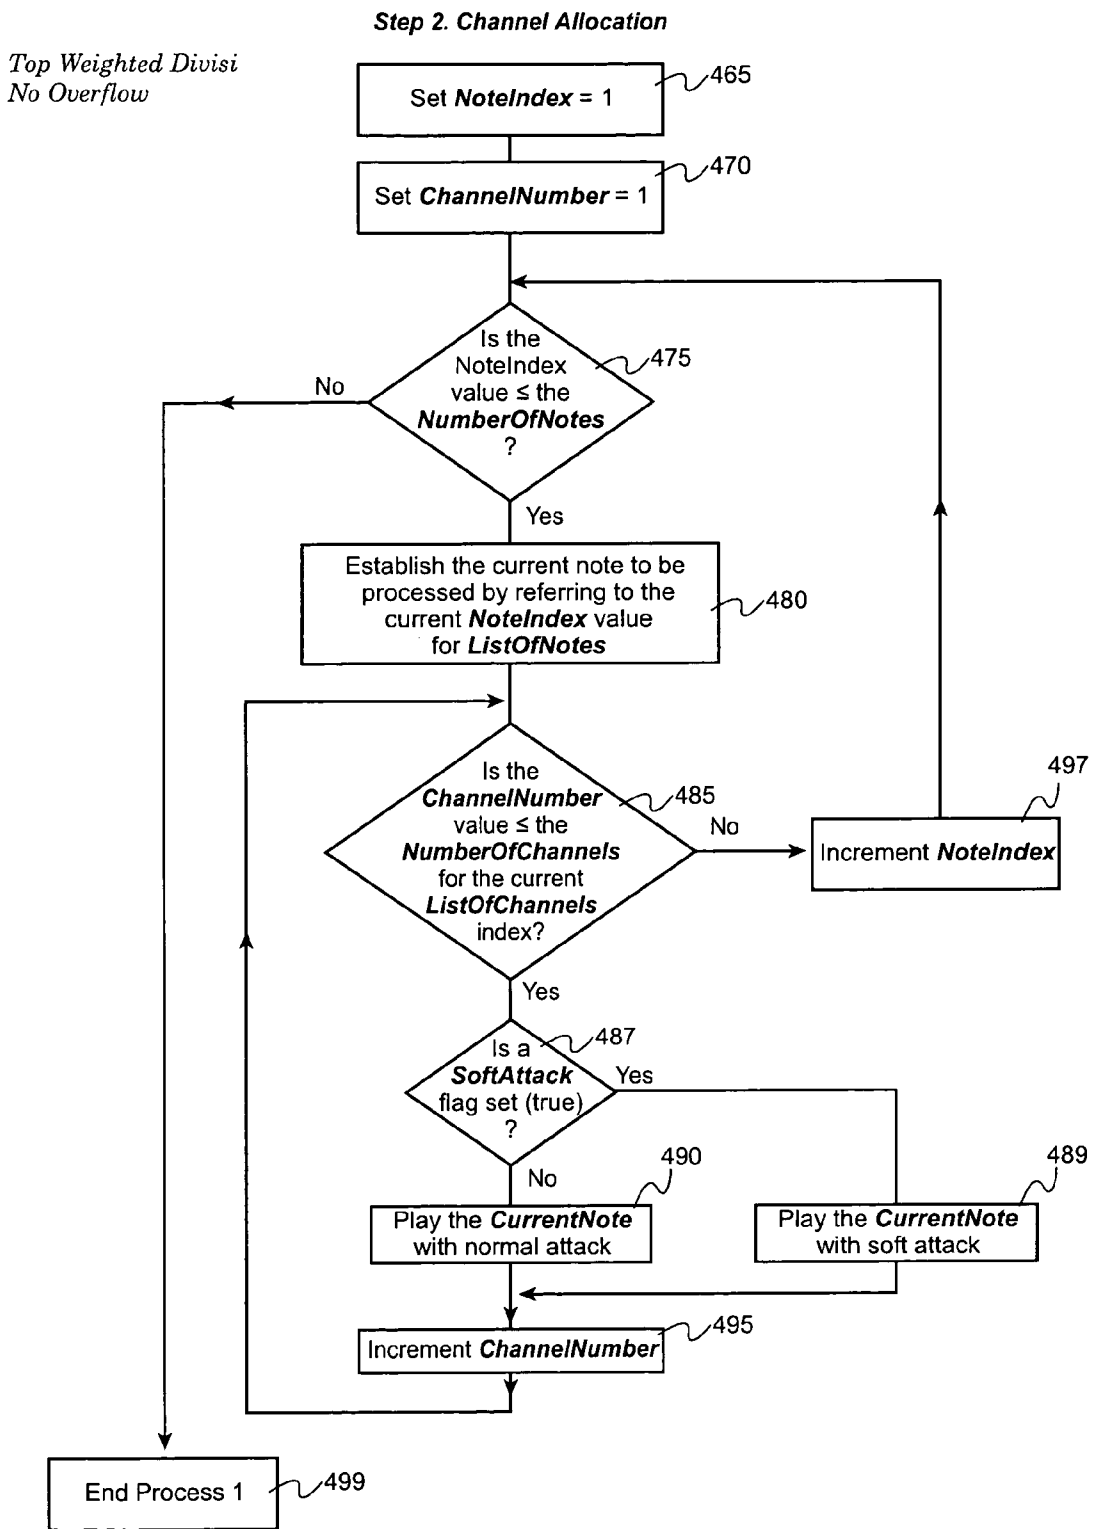 Step 2. Channel Allocation
Top Weighted Divisi
No Overflow
Set NoteIndex = 1
465
Set ChannelNumber = 1
470
Is the
NoteIndex
value ≤ the
NumberOfNotes
?
475
No
Yes
Establish the current note to be
processed by referring to the
current NoteIndex value
for ListOfNotes
480
Is the
ChannelNumber
value ≤ the
NumberOfChannels
for the current
ListOfChannels
index?
485
No
497
Increment NoteIndex
Yes
Is a
SoftAttack
flag set (true)
?
487
Yes
No
490
Play the CurrentNote
with normal attack
489
Play the CurrentNote
with soft attack
Increment ChannelNumber
495
End Process 1
499